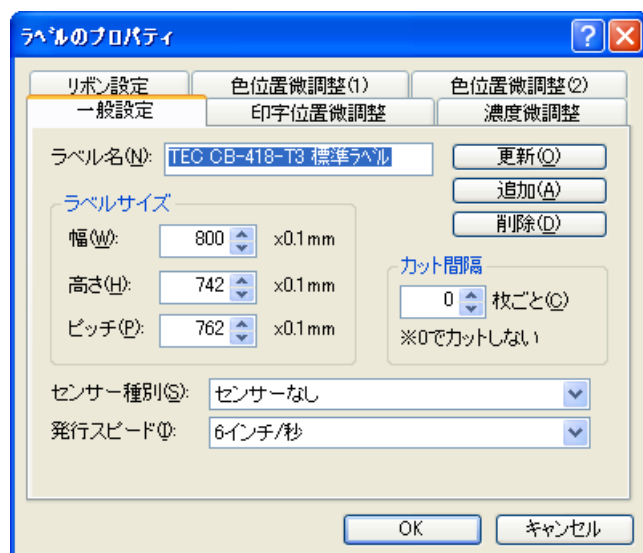 ラベルのプロパティ
リボン設定 色位置微調整(1) 色位置微調整(2)
一般設定 印字位置微調整 濃度微調整
ラベル名(N): TEC CB-418-T3 標準ラベル 更新(O)
追加(A)
削除(D)
ラベルサイズ
幅(W): 800 x0.1mm
高さ(H): 742 x0.1mm
ピッチ(P): 762 x0.1mm
カット間隔
0 枚ごと(C)
※0でカットしない
センサー種別(S): センサーなし
発行スピード(I): 6インチ/秒
OK キャンセル